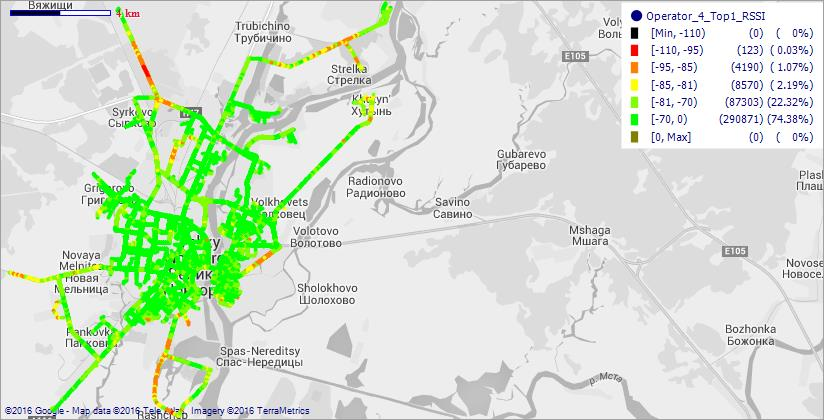 Вяжищи
4 km
Trubichino
Трубичино
Strelka
Стрелка
Syrkovo
Сырково
Хутынь
Radionovo
Радионово
Gubarevo
Губарево
Savino
Савино
Mshaga
Мшага
Volkhovets
Volotovo
Волотово
Novaya
Новая
Мельница
Sholokhovo
Шолохово
Pankovka
Панковка
Spas-Nereditsy
Спас-Нередицы
Bozhonka
Божонка
р. Мста
E105
E105
Operator_4_Top1_RSSI
[Min, -110) (0) ( 0%)
[-110, -95) (123) ( 0.03%)
[-95, -85) (4190) ( 1.07%)
[-85, -81) (8570) ( 2.19%)
[-81, -70) (87303) (22.32%)
[-70, 0) (290871) (74.38%)
[0, Max] (0) ( 0%)
©2016 Google - Map data ©2016 Tele Atlas, Imagery ©2016 TerraMetrics